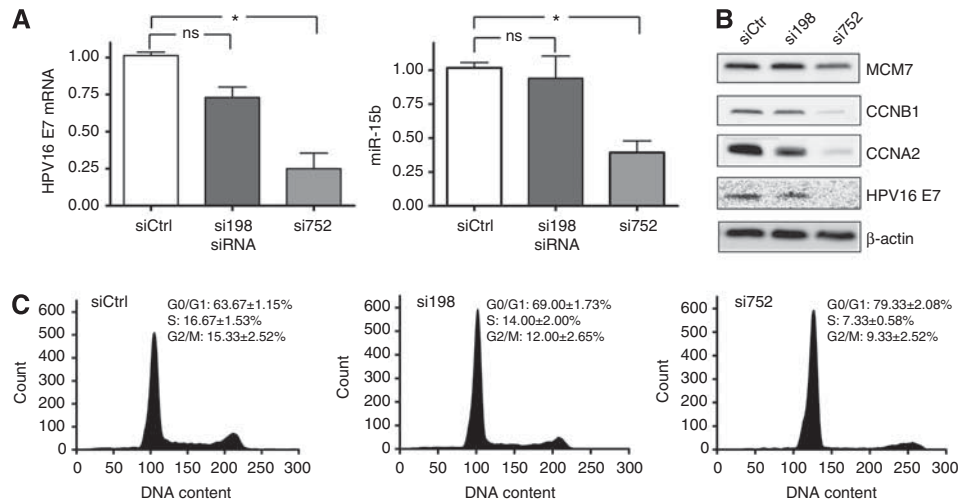 A
*
ns
1.00
0.75
0.50
0.25
0.00
HPV16 E7 mRNA
siCtrl
si198
si752
siRNA
*
ns
1.00
0.75
0.50
0.25
0.00
miR-15b
siCtrl
si198
si752
siRNA
B
siCtr
si198
si752
MCM7
CCNB1
CCNA2
HPV16 E7
β-actin
C
siCtrl
G0/G1: 63.67±1.15%
S: 16.67±1.53%
G2/M: 15.33±2.52%
600
500
400
300
200
100
0
Count
0 50 100 150 200 250 300
DNA content
si198
G0/G1: 69.00±1.73%
S: 14.00±2.00%
G2/M: 12.00±2.65%
600
500
400
300
200
100
0
Count
0 50 100 150 200 250 300
DNA content
si752
G0/G1: 79.33±2.08%
S: 7.33±0.58%
G2/M: 9.33±2.52%
600
500
400
300
200
100
0
Count
0 50 100 150 200 250 300
DNA content